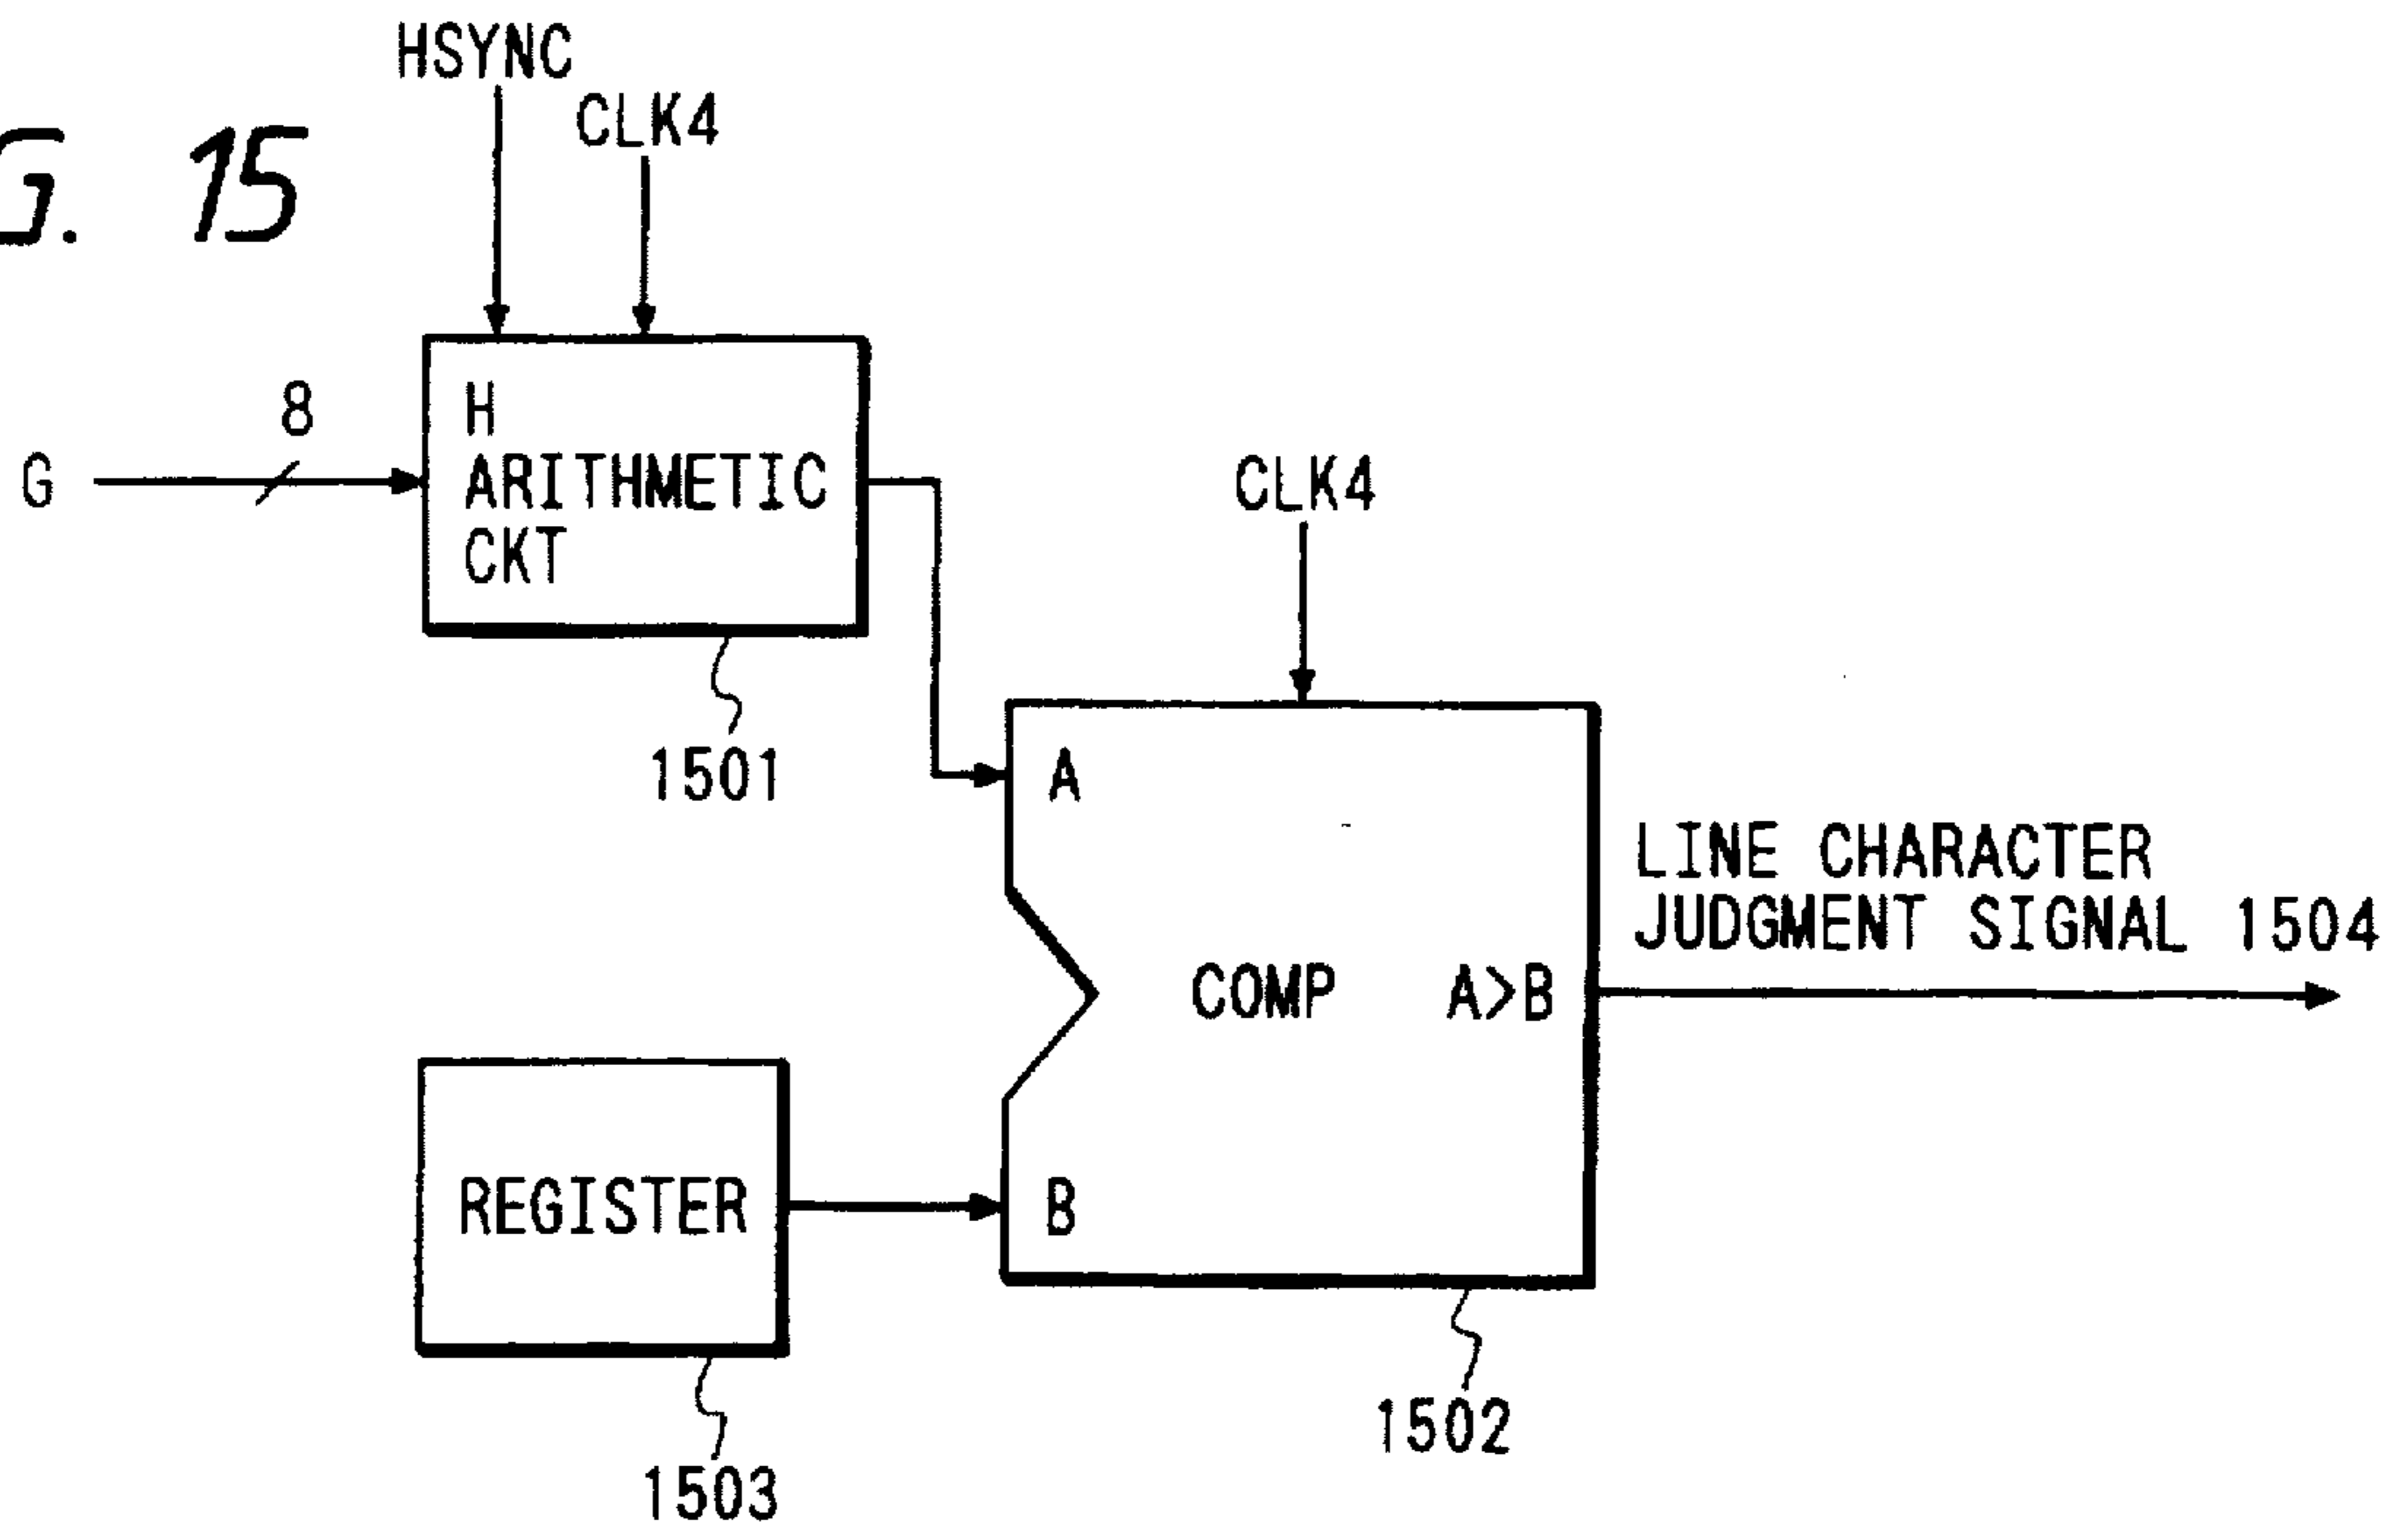 HSYNC
CLK4
G. 15
8
G
H
ARITHMETIC
CKT
CLK4
1501
A
LINE CHARACTER
JUDGMENT SIGNAL 1504
COMP A>B
REGISTER
B
1502
1503